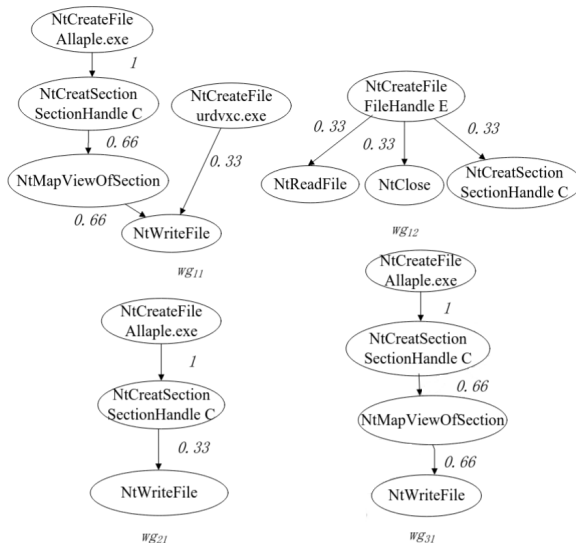 NtCreateFile
Allaple.exe
1
NtCreatSection
SectionHandle C
0.66
NtMapViewOfSection
0.66
NtCreateFile
urdvxc.exe
0.33
NtWriteFile
wg11
NtCreateFile
FileHandle E
0.33
0.33
0.33
NtReadFile
NtClose
NtCreatSection
SectionHandle C
wg12
NtCreateFile
Allaple.exe
1
NtCreatSection
SectionHandle C
0.33
NtWriteFile
wg21
NtCreateFile
Allaple.exe
1
NtCreatSection
SectionHandle C
0.66
NtMapViewOfSection
0.66
NtWriteFile
wg31